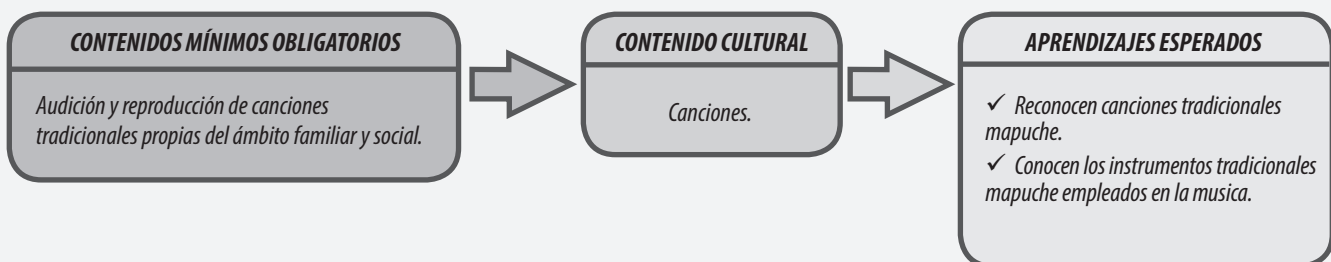 CONTENIDOS MÍNIMOS OBLIGATORIOS
Audición y reproducción de canciones
tradicionales propias del ámbito familiar y social.
CONTENIDO CULTURAL
Canciones.
APRENDIZAJES ESPERADOS
✓ Reconocen canciones tradicionales
mapuche.
✓ Conocen los instrumentos tradicionales
mapuche empleados en la musica.